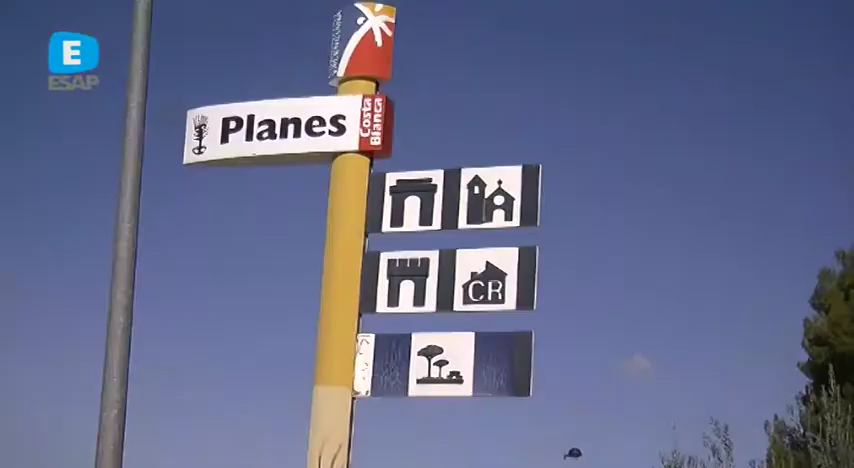 E
ESAP
Planes
Costa
Blanca
CR